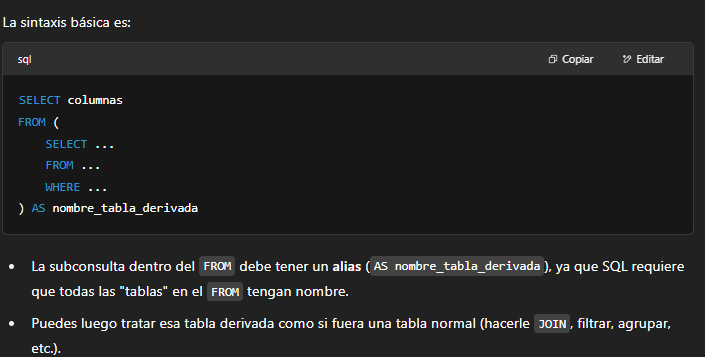 La sintaxis básica es:
sql Copiar Editar
SELECT columnas
FROM (
    SELECT ...
    FROM ...
    WHERE ...
) AS nombre_tabla_derivada
• La subconsulta dentro del FROM debe tener un alias (AS nombre_tabla_derivada), ya que SQL requiere
que todas las "tablas" en el FROM tengan nombre.
• Puedes luego tratar esa tabla derivada como si fuera una tabla normal (hacerle JOIN, filtrar, agrupar,
etc.).